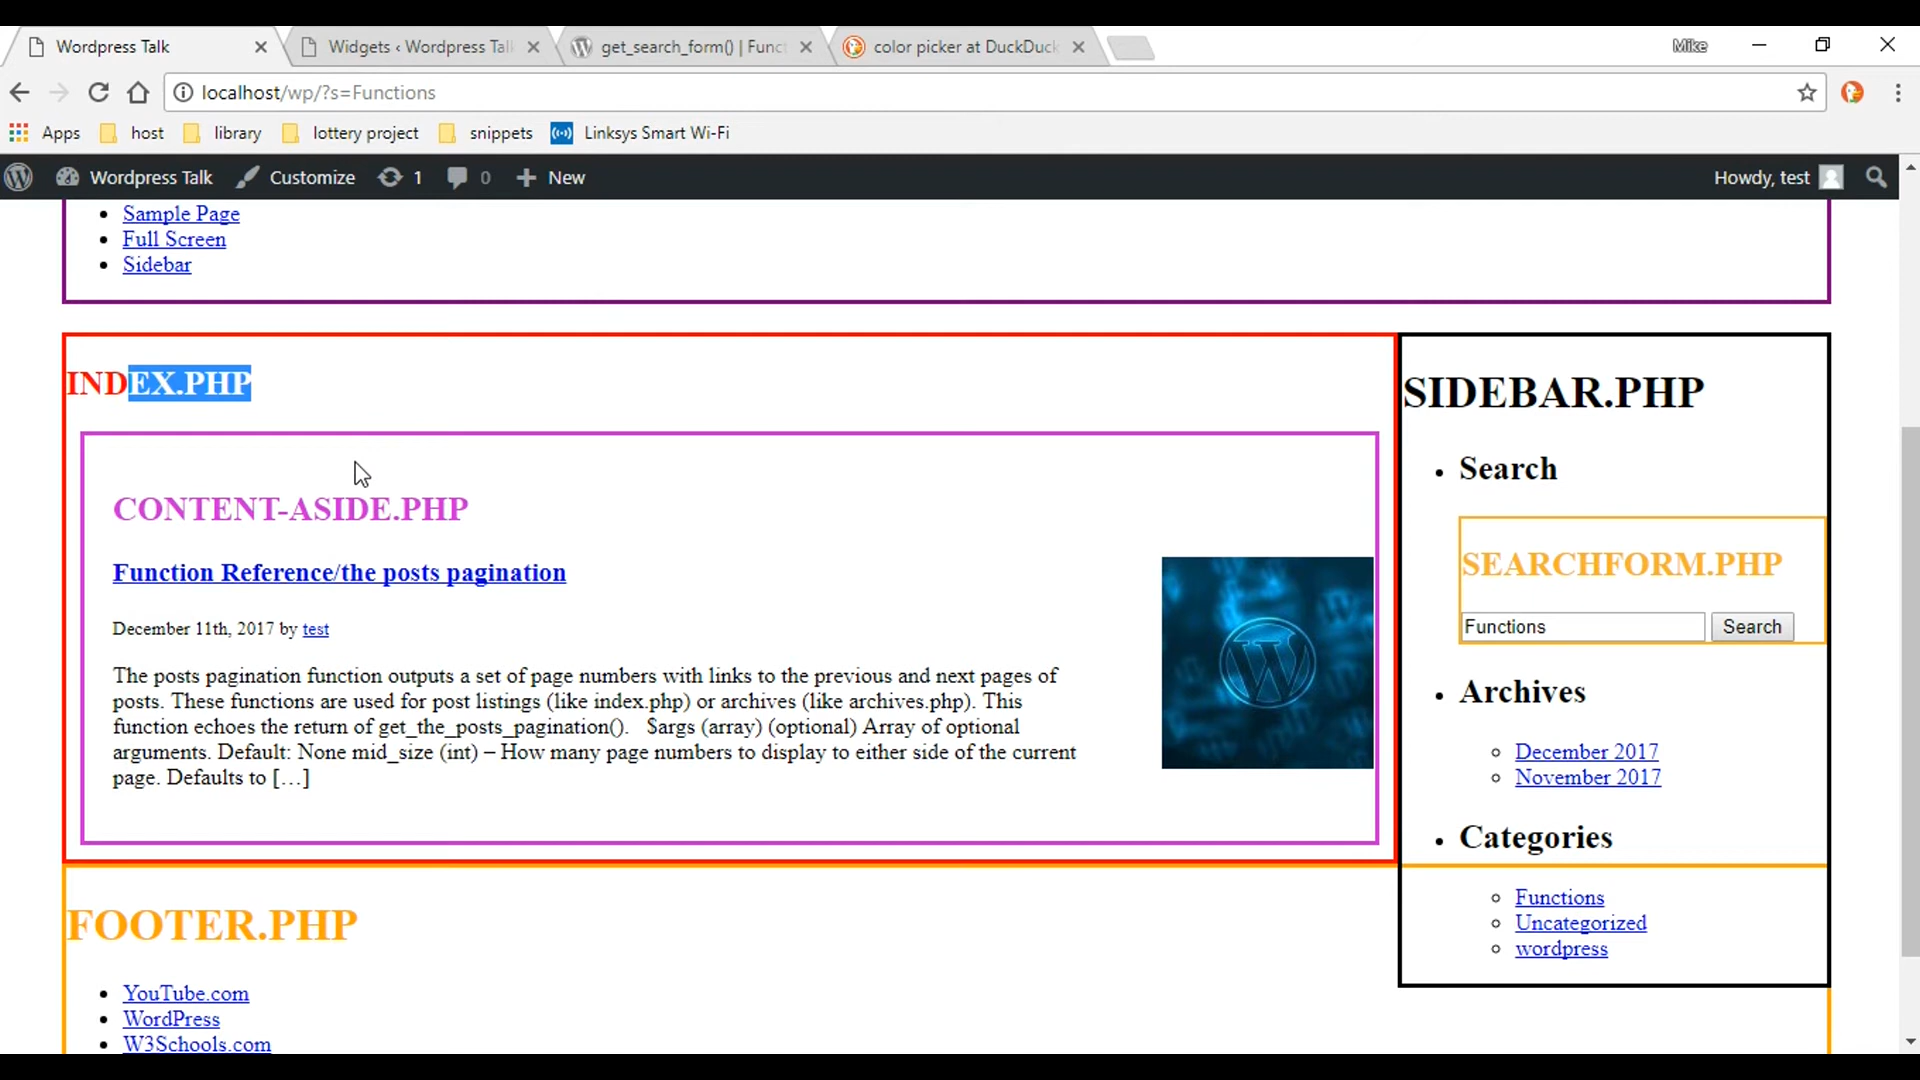 Wordpress Talk
Widgets ‹ Wordpress Tal
get_search_form() | Funct
color picker at DuckDuck
Mike
localhost/wp/?s=Functions
Apps
host
library
lottery project
snippets
Linksys Smart Wi-Fi
Wordpress Talk
Customize
1
0
New
Howdy, test
Sample Page
Full Screen
Sidebar
INDEX.PHP
CONTENT-ASIDE.PHP
Function Reference/the posts pagination
December 11th, 2017 by test
The posts pagination function outputs a set of page numbers with links to the previous and next pages of
posts. These functions are used for post listings (like index.php) or archives (like archives.php). This
function echoes the return of get_the_posts_pagination().   $args (array) (optional) Array of optional
arguments. Default: None mid_size (int) – How many page numbers to display to either side of the current
page. Defaults to […]
SIDEBAR.PHP
Search
SEARCHFORM.PHP
Functions
Search
Archives
December 2017
November 2017
Categories
Functions
Uncategorized
wordpress
FOOTER.PHP
YouTube.com
WordPress
W3Schools.com